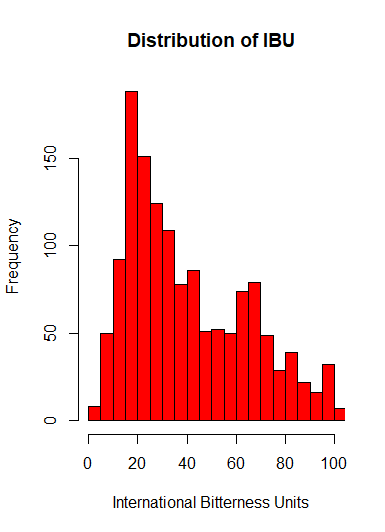 Distribution of IBU
Frequency
150
100
50
0
0 20 40 60 80 100
International Bitterness Units